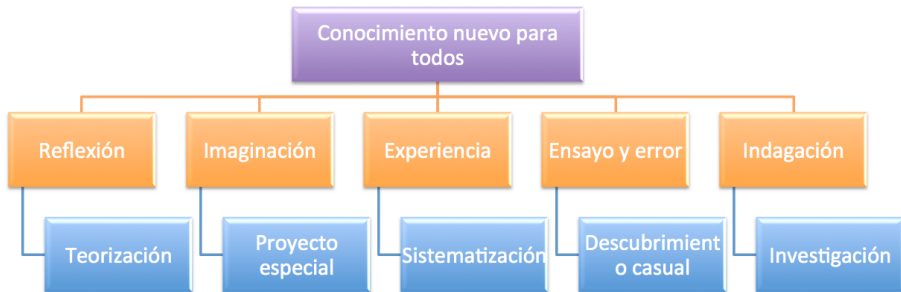 Conocimiento nuevo para
todos
Reflexión
Imaginación
Experiencia
Ensayo y error
Indagación
Teorización
Proyecto
especial
Sistematización
Descubrimient
o casual
Investigación